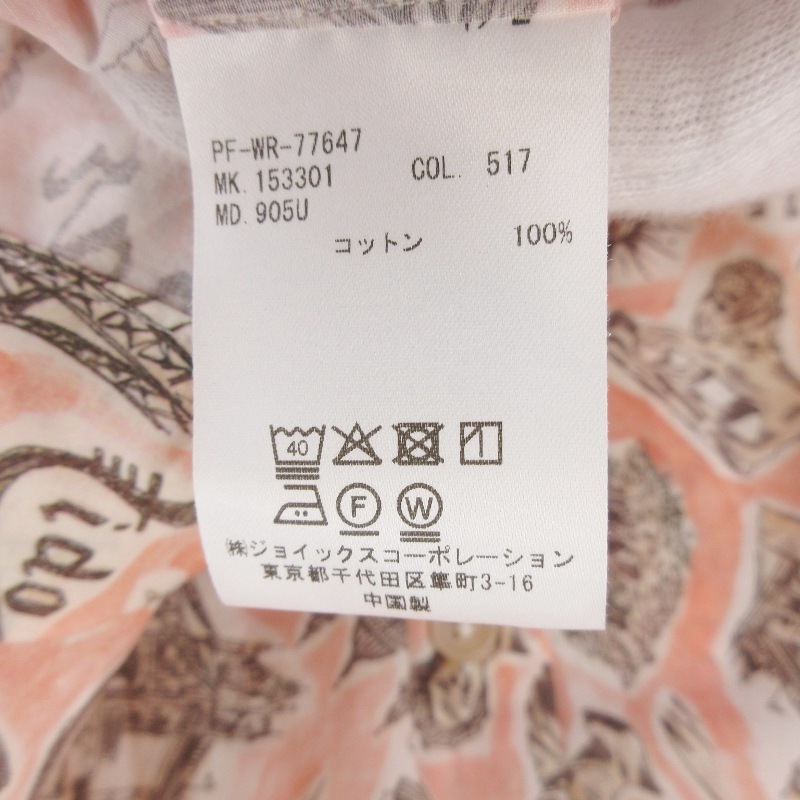 PF-WR-77647
MK. 153301 COL. 517
MD. 905U
コットン 100%
40
F W
㈱ジョイックスコーポレーション
東京都千代田区隼町3-16
中国製
opi